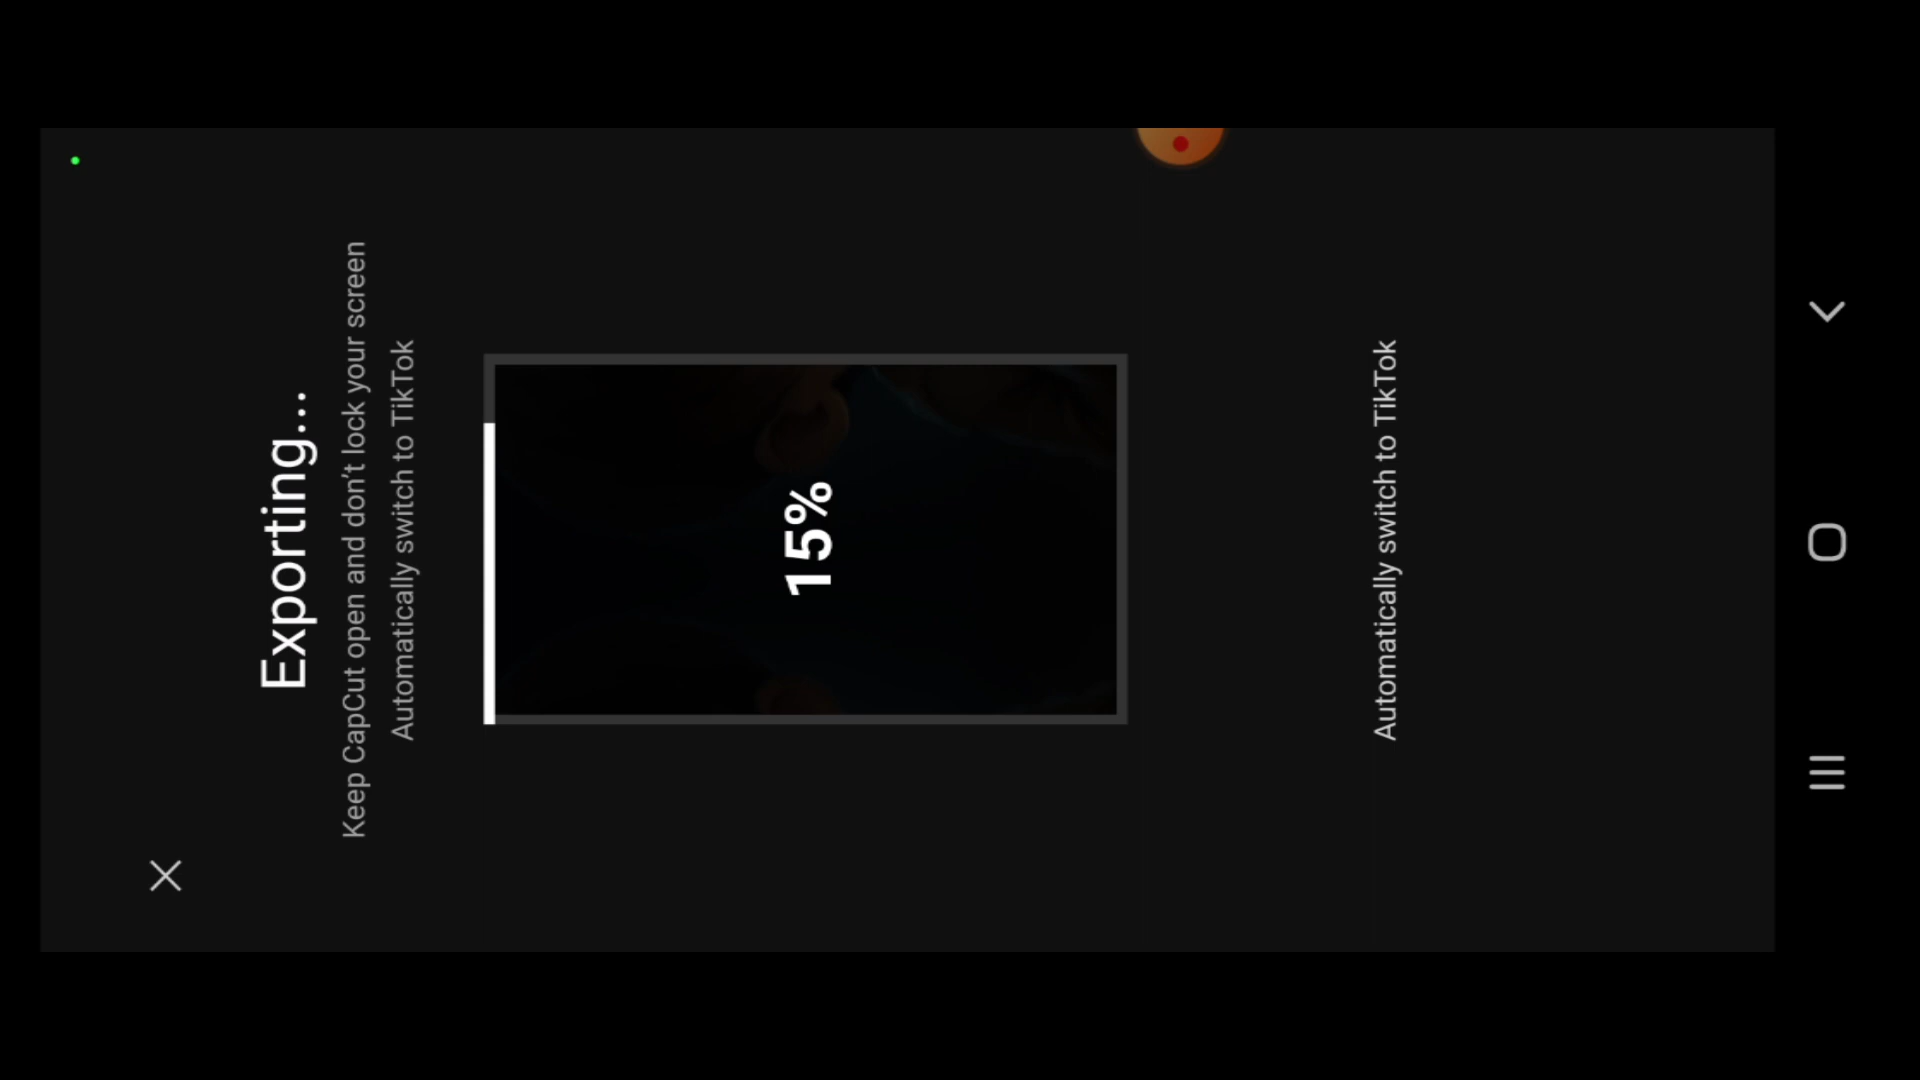 Exporting...
Keep CapCut open and don't lock your screen
Automatically switch to TikTok
15%
Automatically switch to TikTok